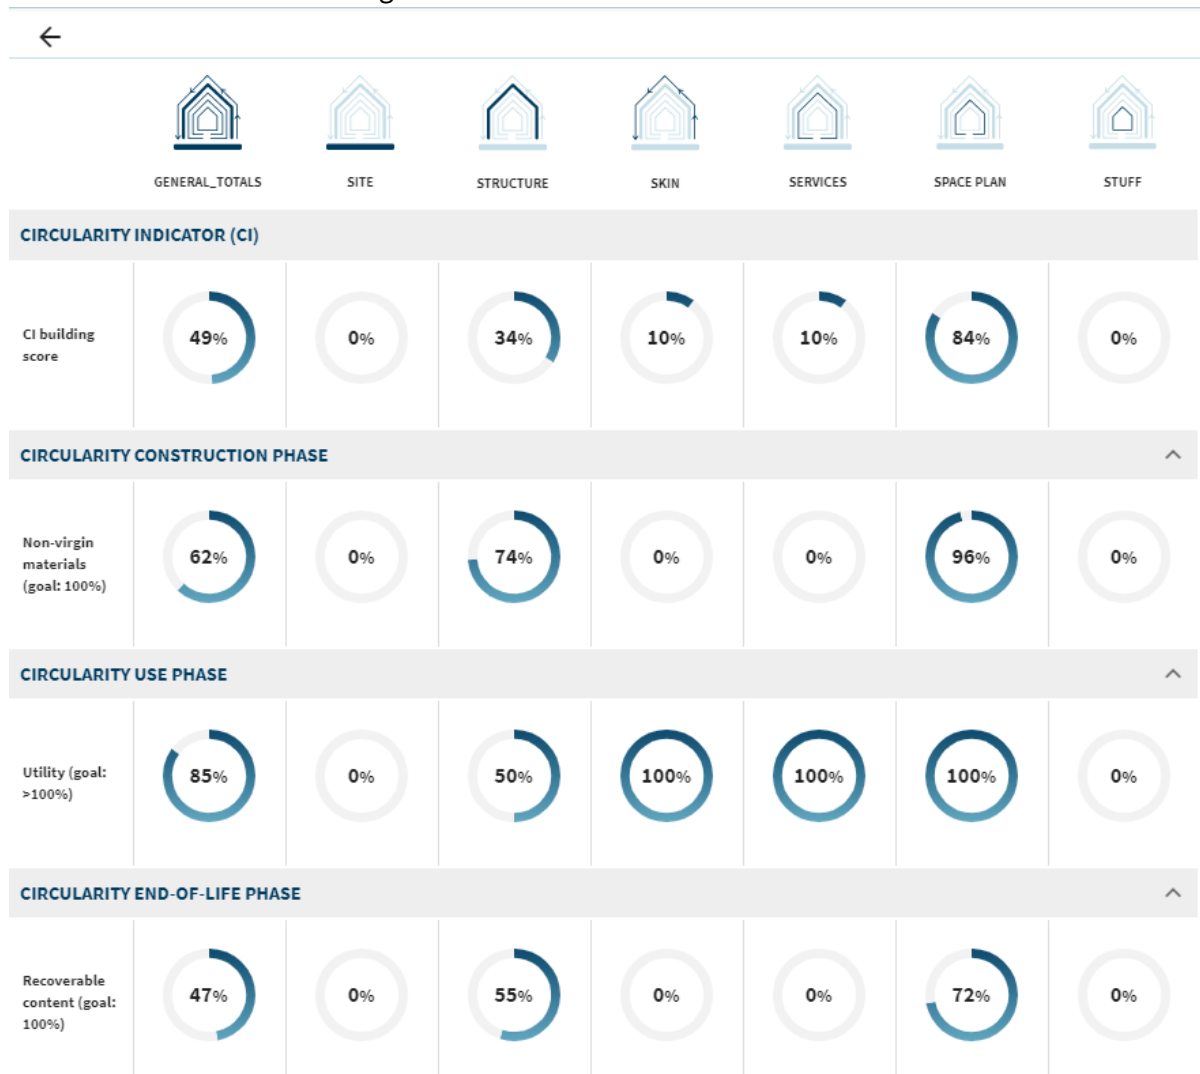 GENERAL_TOTALS SITE STRUCTURE SKIN SERVICES SPACE PLAN STUFF
CIRCULARITY INDICATOR (CI)
CI building
score
49% 0% 34% 10% 10% 84% 0%
CIRCULARITY CONSTRUCTION PHASE
Non-virgin
materials
(goal: 100%)
62% 0% 74% 0% 0% 96% 0%
CIRCULARITY USE PHASE
Utility (goal:
>100%)
85% 0% 50% 100% 100% 100% 0%
CIRCULARITY END-OF-LIFE PHASE
Recoverable
content (goal:
100%)
47% 0% 55% 0% 0% 72% 0%